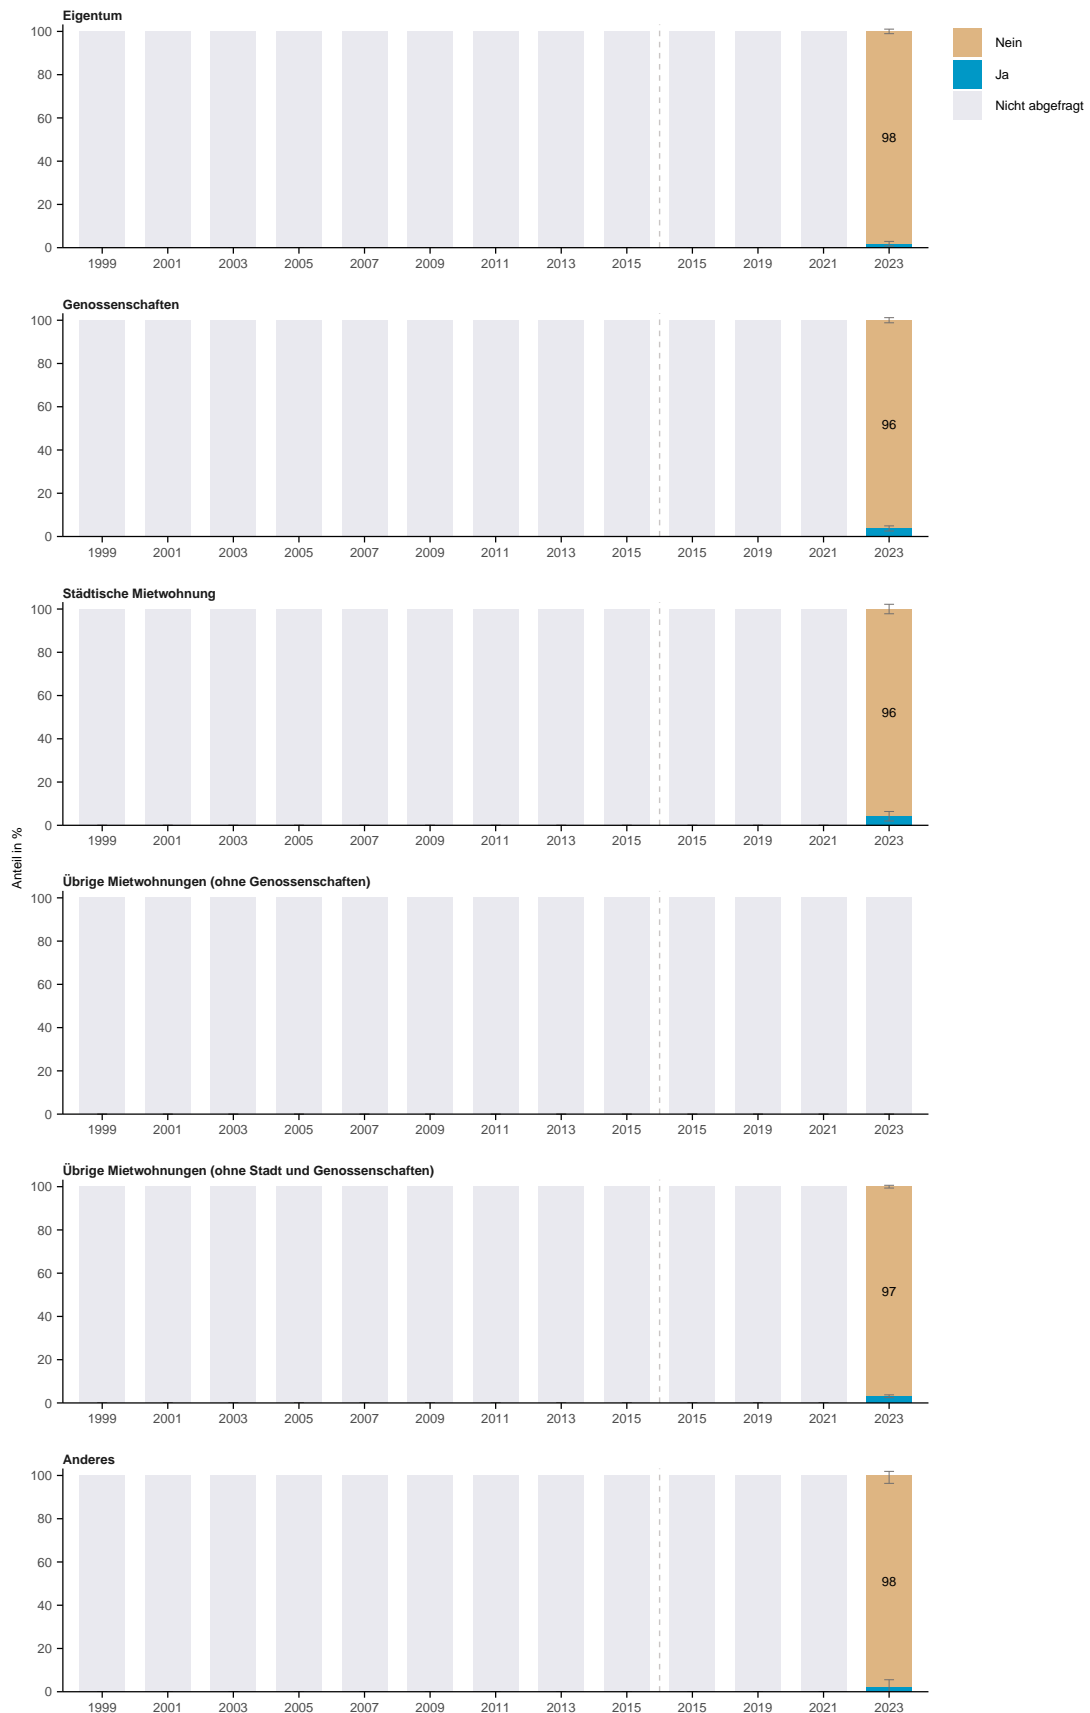 Eigentum
100
80
60
40
20
0
98
1999 2001 2003 2005 2007 2009 2011 2013 2015 2015 2019 2021 2023
Nein
Ja
Nicht abgefragt
Genossenschaften
100
80
60
40
20
0
96
1999 2001 2003 2005 2007 2009 2011 2013 2015 2015 2019 2021 2023
Städtische Mietwohnung
100
80
60
40
20
0
96
1999 2001 2003 2005 2007 2009 2011 2013 2015 2015 2019 2021 2023
Anteil in %
Übrige Mietwohnungen (ohne Genossenschaften)
100
80
60
40
20
0
1999 2001 2003 2005 2007 2009 2011 2013 2015 2015 2019 2021 2023
Übrige Mietwohnungen (ohne Stadt und Genossenschaften)
100
80
60
40
20
0
97
1999 2001 2003 2005 2007 2009 2011 2013 2015 2015 2019 2021 2023
Anderes
100
80
60
40
20
0
98
1999 2001 2003 2005 2007 2009 2011 2013 2015 2015 2019 2021 2023